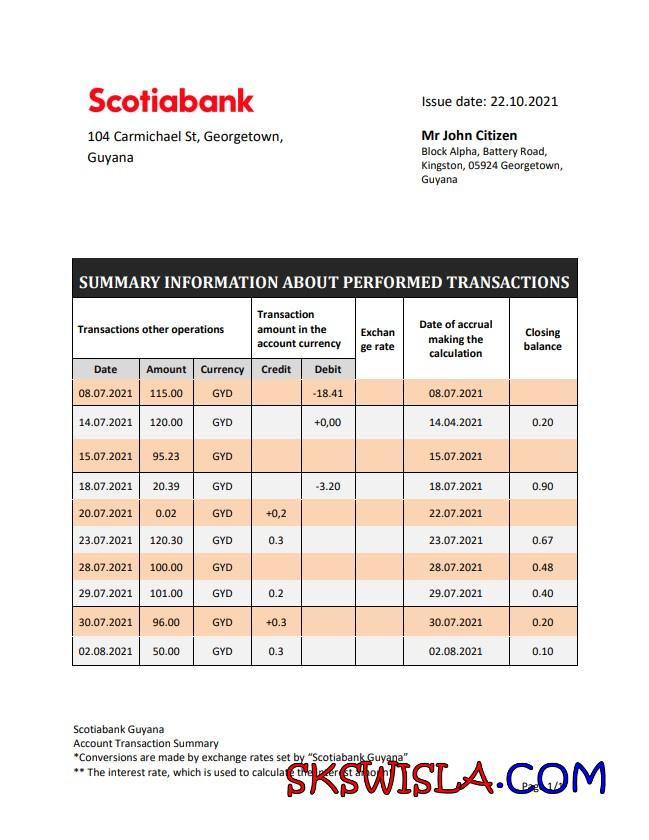 Scotiabank
Issue date: 22.10.2021
104 Carmichael St, Georgetown,
Guyana
Mr John Citizen
Block Alpha, Battery Road,
Kingston, 05924 Georgetown,
Guyana
SUMMARY INFORMATION ABOUT PERFORMED TRANSACTIONS
Transactions other operations
Transaction
amount in the
account currency
Exchan
ge rate
Date of accrual
making the
calculation
Closing
balance
Date Amount Currency Credit Debit
08.07.2021 115.00 GYD -18.41 08.07.2021
14.07.2021 120.00 GYD +0,00 14.04.2021 0.20
15.07.2021 95.23 GYD 15.07.2021
18.07.2021 20.39 GYD -3.20 18.07.2021 0.90
20.07.2021 0.02 GYD +0,2 22.07.2021
23.07.2021 120.30 GYD 0.3 23.07.2021 0.67
28.07.2021 100.00 GYD 28.07.2021 0.48
29.07.2021 101.00 GYD 0.2 29.07.2021 0.40
30.07.2021 96.00 GYD +0.3 30.07.2021 0.20
02.08.2021 50.00 GYD 0.3 02.08.2021 0.10
Scotiabank Guyana
Account Transaction Summary
*Conversions are made by exchange rates set by “Scotiabank Guyana”
** The interest rate, which is used to calculate the interest
SKSWISLA.COM